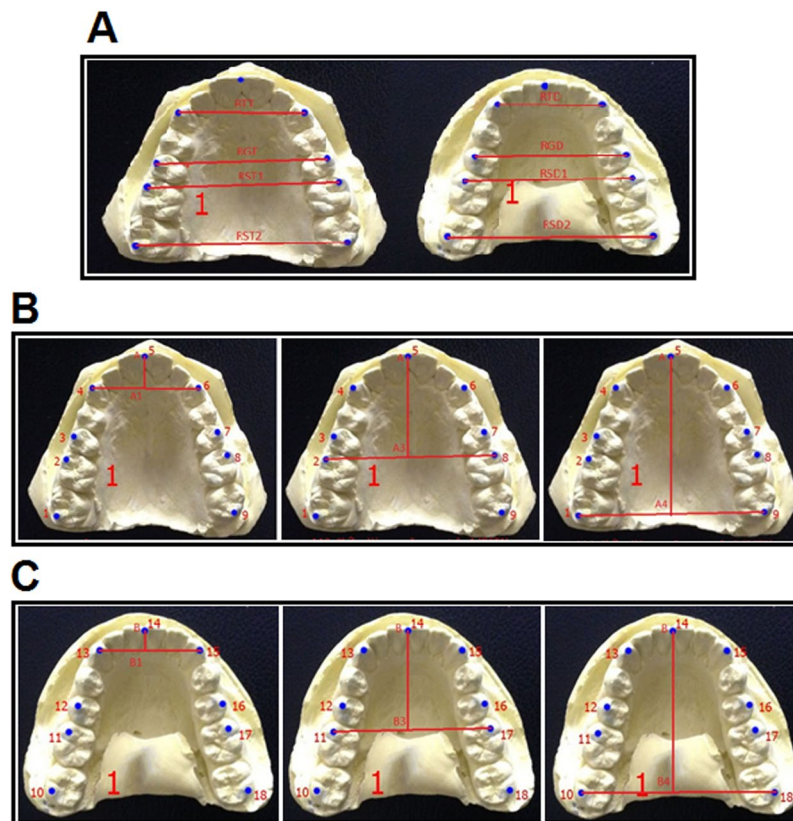 A
RTT
RGT
RST1
1
RST2
RTD
RGD
RSD1
1
RSD2
B
A 5
4 6
A1
3 7
2 8
1
1 9
A 5
4 6
3 7
2 A3 8
1
1 9
A 5
4 6
3 7
2 8
1
1 A4 9
C
B 14
13 15
B1
12 16
11 17
1
10 18
B 14
13 15
12 16
11 B3 17
1
10 18
B 14
13 15
12 16
11 17
1
10 B4 18